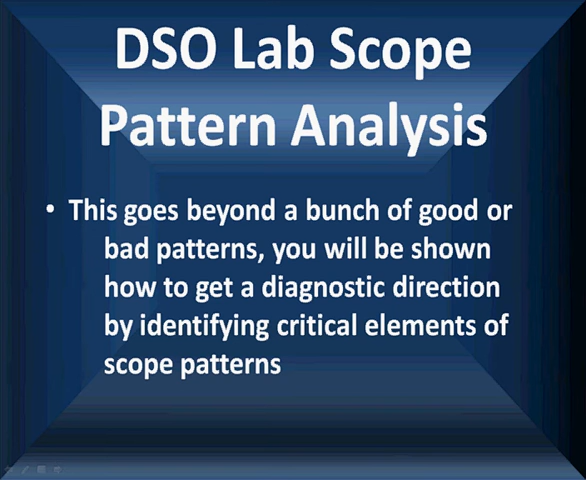 DSO Lab Scope
Pattern Analysis
• This goes beyond a bunch of good or
bad patterns, you will be shown
how to get a diagnostic direction
by identifying critical elements of
scope patterns